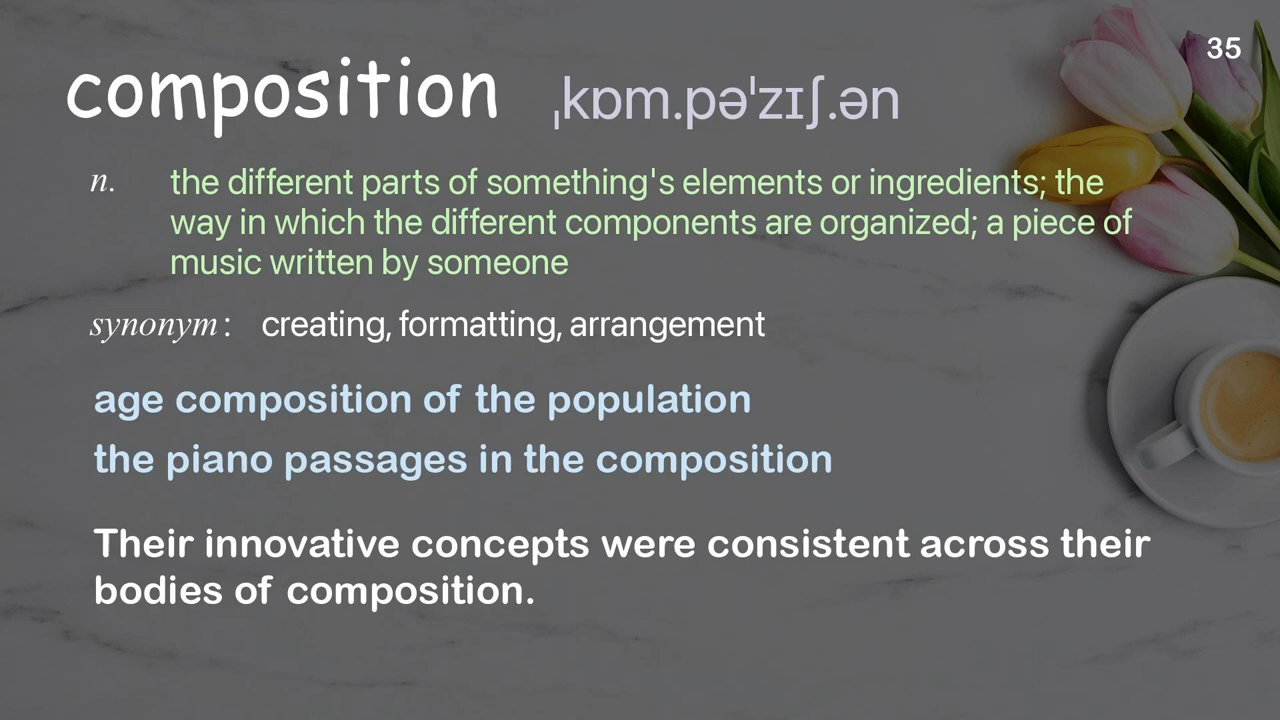 35
composition ˌkɒm.pəˈzɪʃ.ən
n. the different parts of something's elements or ingredients; the
way in which the different components are organized; a piece of
music written by someone
synonym: creating, formatting, arrangement
age composition of the population
the piano passages in the composition
Their innovative concepts were consistent across their
bodies of composition.